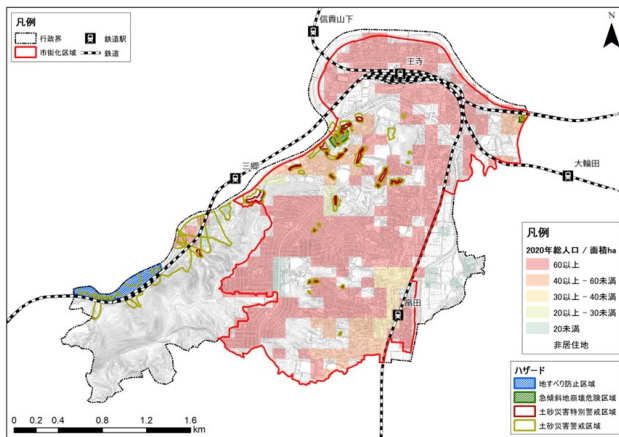 凡例
行政界 鉄道駅
市街化区域 鉄道
信貴山下
N
王寺
三郷
大輪田
畠田
凡例
2020年総人口 / 面積ha
60以上
40以上 - 60未満
30以上 - 40未満
20以上 - 30未満
20未満
非居住地
ハザード
地すべり防止区域
急傾斜地崩壊危険区域
土砂災害特別警戒区域
土砂災害警戒区域
0 0.2 0.4 0.8 1.2 1.6
km